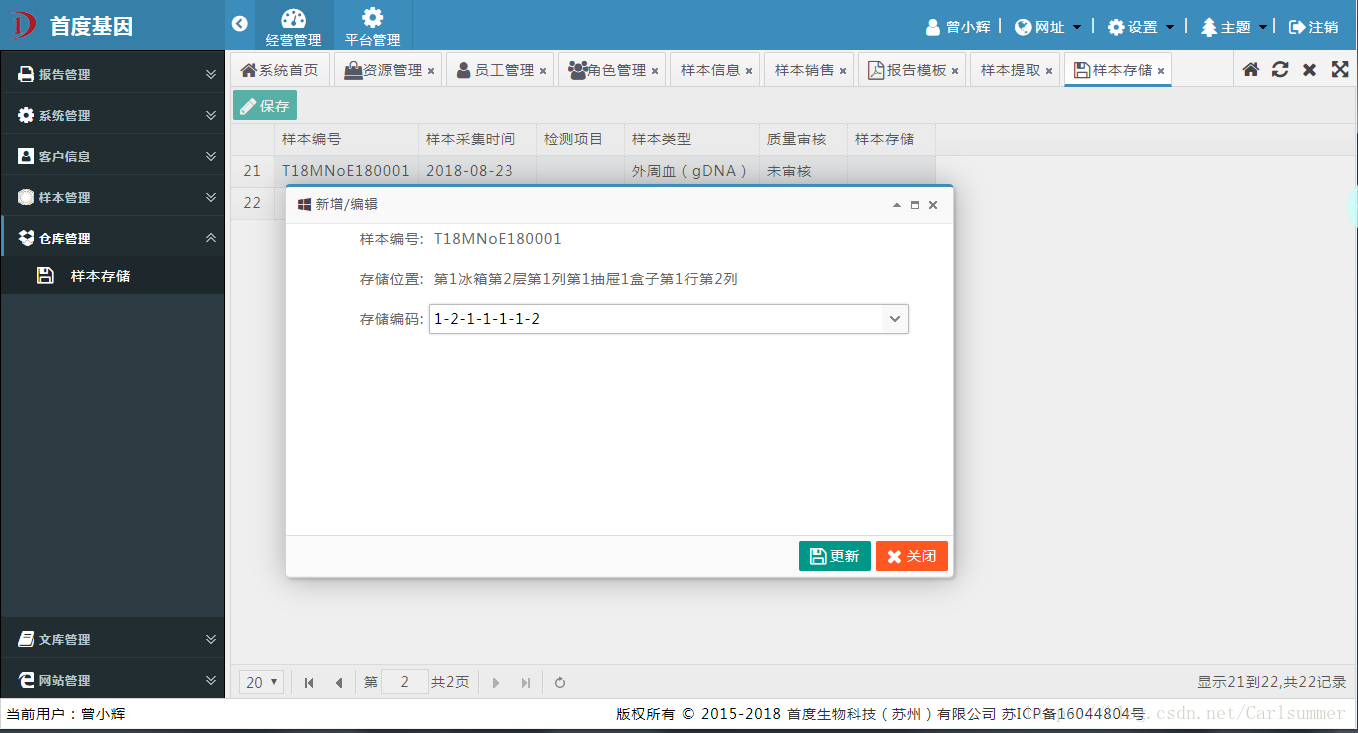 首度基因
经营管理 平台管理
曾小辉 网址 设置 主题 注销
报告管理
系统管理
客户信息
样本管理
仓库管理
样本存储
文库管理
网站管理
系统首页 资源管理 员工管理 角色管理 样本信息 样本销售 报告模板 样本提取 样本存储
保存
样本编号 样本采集时间 检测项目 样本类型 质量审核 样本存储
21 T18MNoE180001 2018-08-23 外周血（gDNA） 未审核
22
新增/编辑
样本编号: T18MNoE180001
存储位置: 第1冰箱第2层第1列第1抽屉1盒子第1行第2列
存储编码: 1-2-1-1-1-1-2
更新 关闭
20 第 2 共2页 显示21到22,共22记录
当前用户：曾小辉 版权所有 © 2015-2018 首度生物科技（苏州）有限公司 苏ICP备16044804号
https://blog.csdn.net/Carlsummer